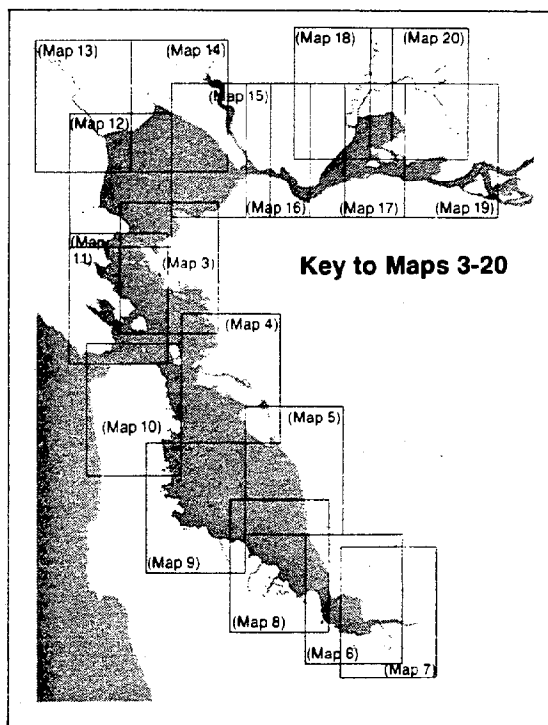 (Map 13)
(Map 14)
(Map 18)
(Map 20)
(Map 15)
(Map 12)
(Map 16)
(Map 17)
(Map 19)
(Map 11)
(Map 3)
Key to Maps 3-20
(Map 4)
(Map 5)
(Map 10)
(Map 9)
(Map 8)
(Map 6)
(Map 7)